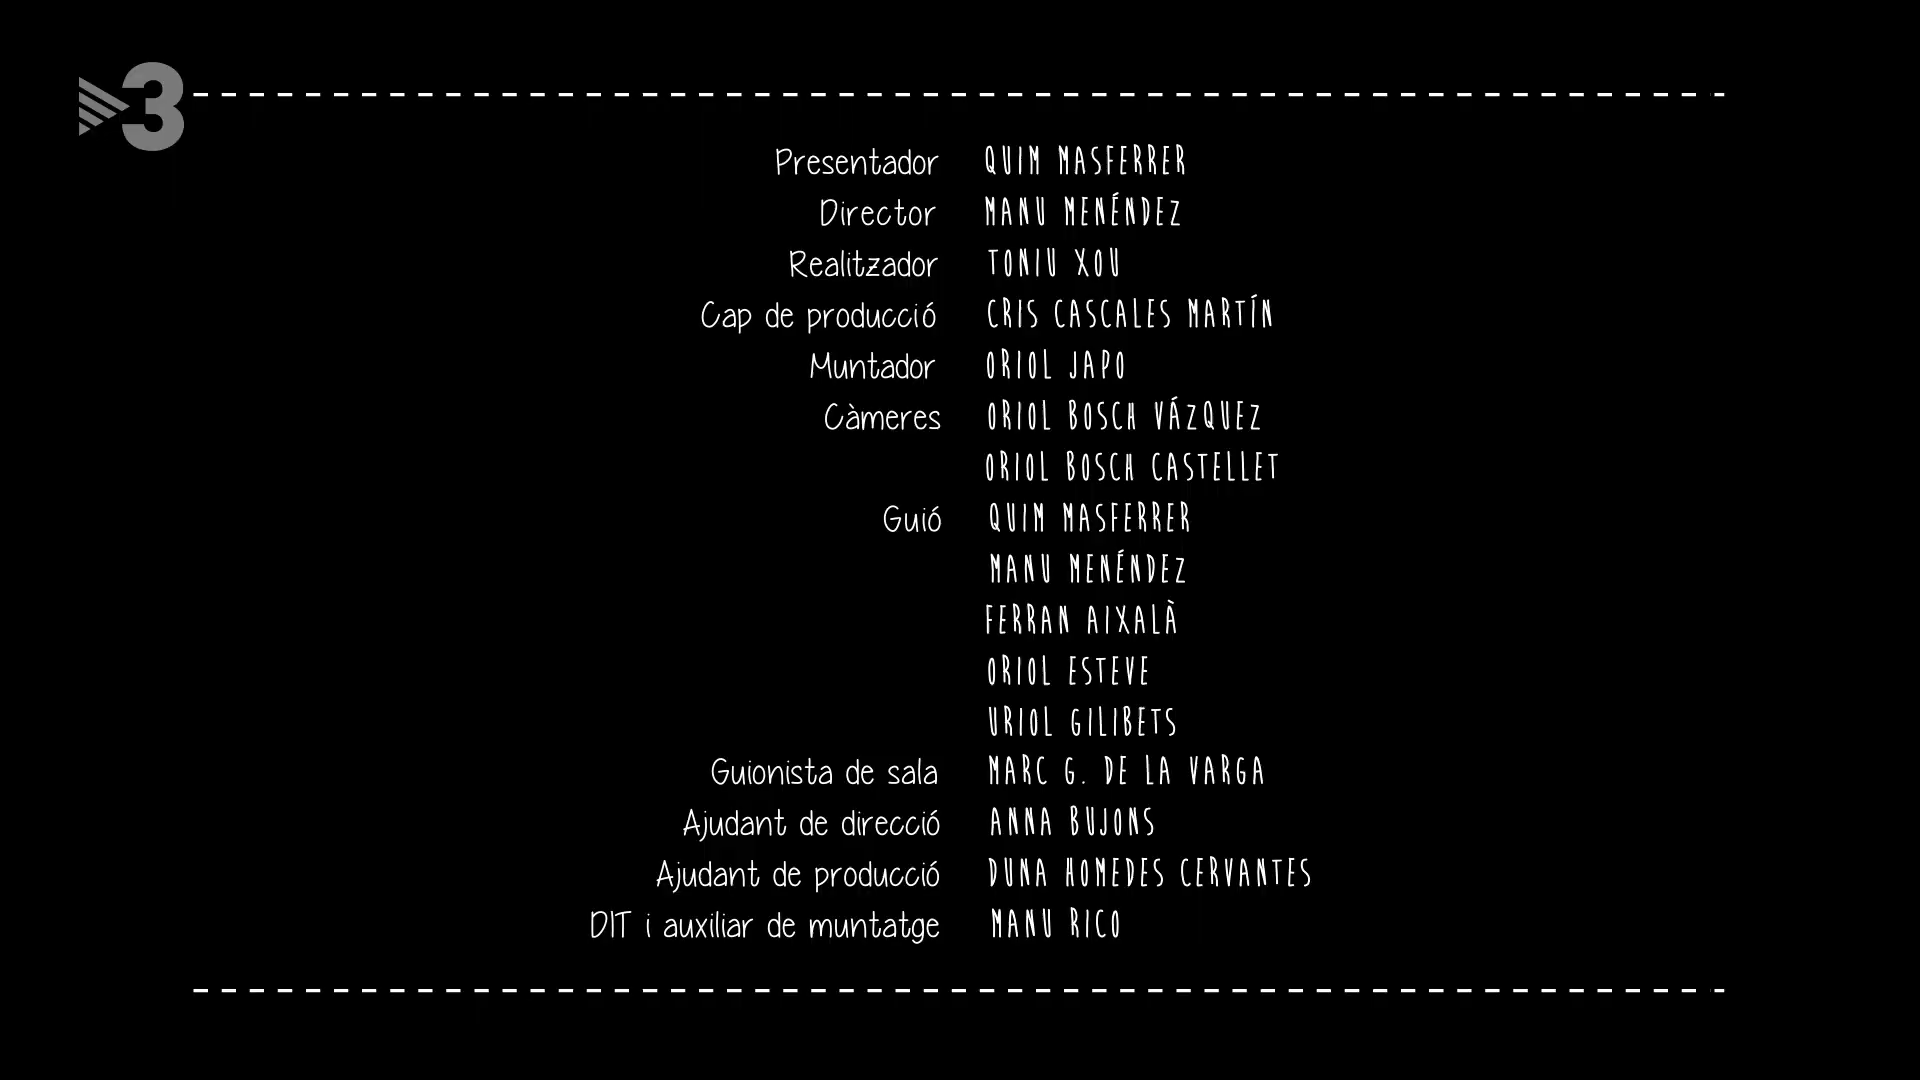 3
Presentador QUIM MASFERRER
Director MANU MENÉNDEZ
Realitzador TONIU XOU
Cap de producció CRIS CASCALES MARTÍN
Muntador ORIOL JAPO
Càmeres ORIOL BOSCH VÁZQUEZ
ORIOL BOSCH CASTELLET
Guió QUIM MASFERRER
MANU MENÉNDEZ
FERRAN AIXALÀ
ORIOL ESTEVE
URIOL GILIBETS
Guionista de sala MARC G. DE LA VARGA
Ajudant de direcció ANNA BUJONS
Ajudant de producció DUNA HOMEDES CERVANTES
DIT i auxiliar de muntatge MANU RICO